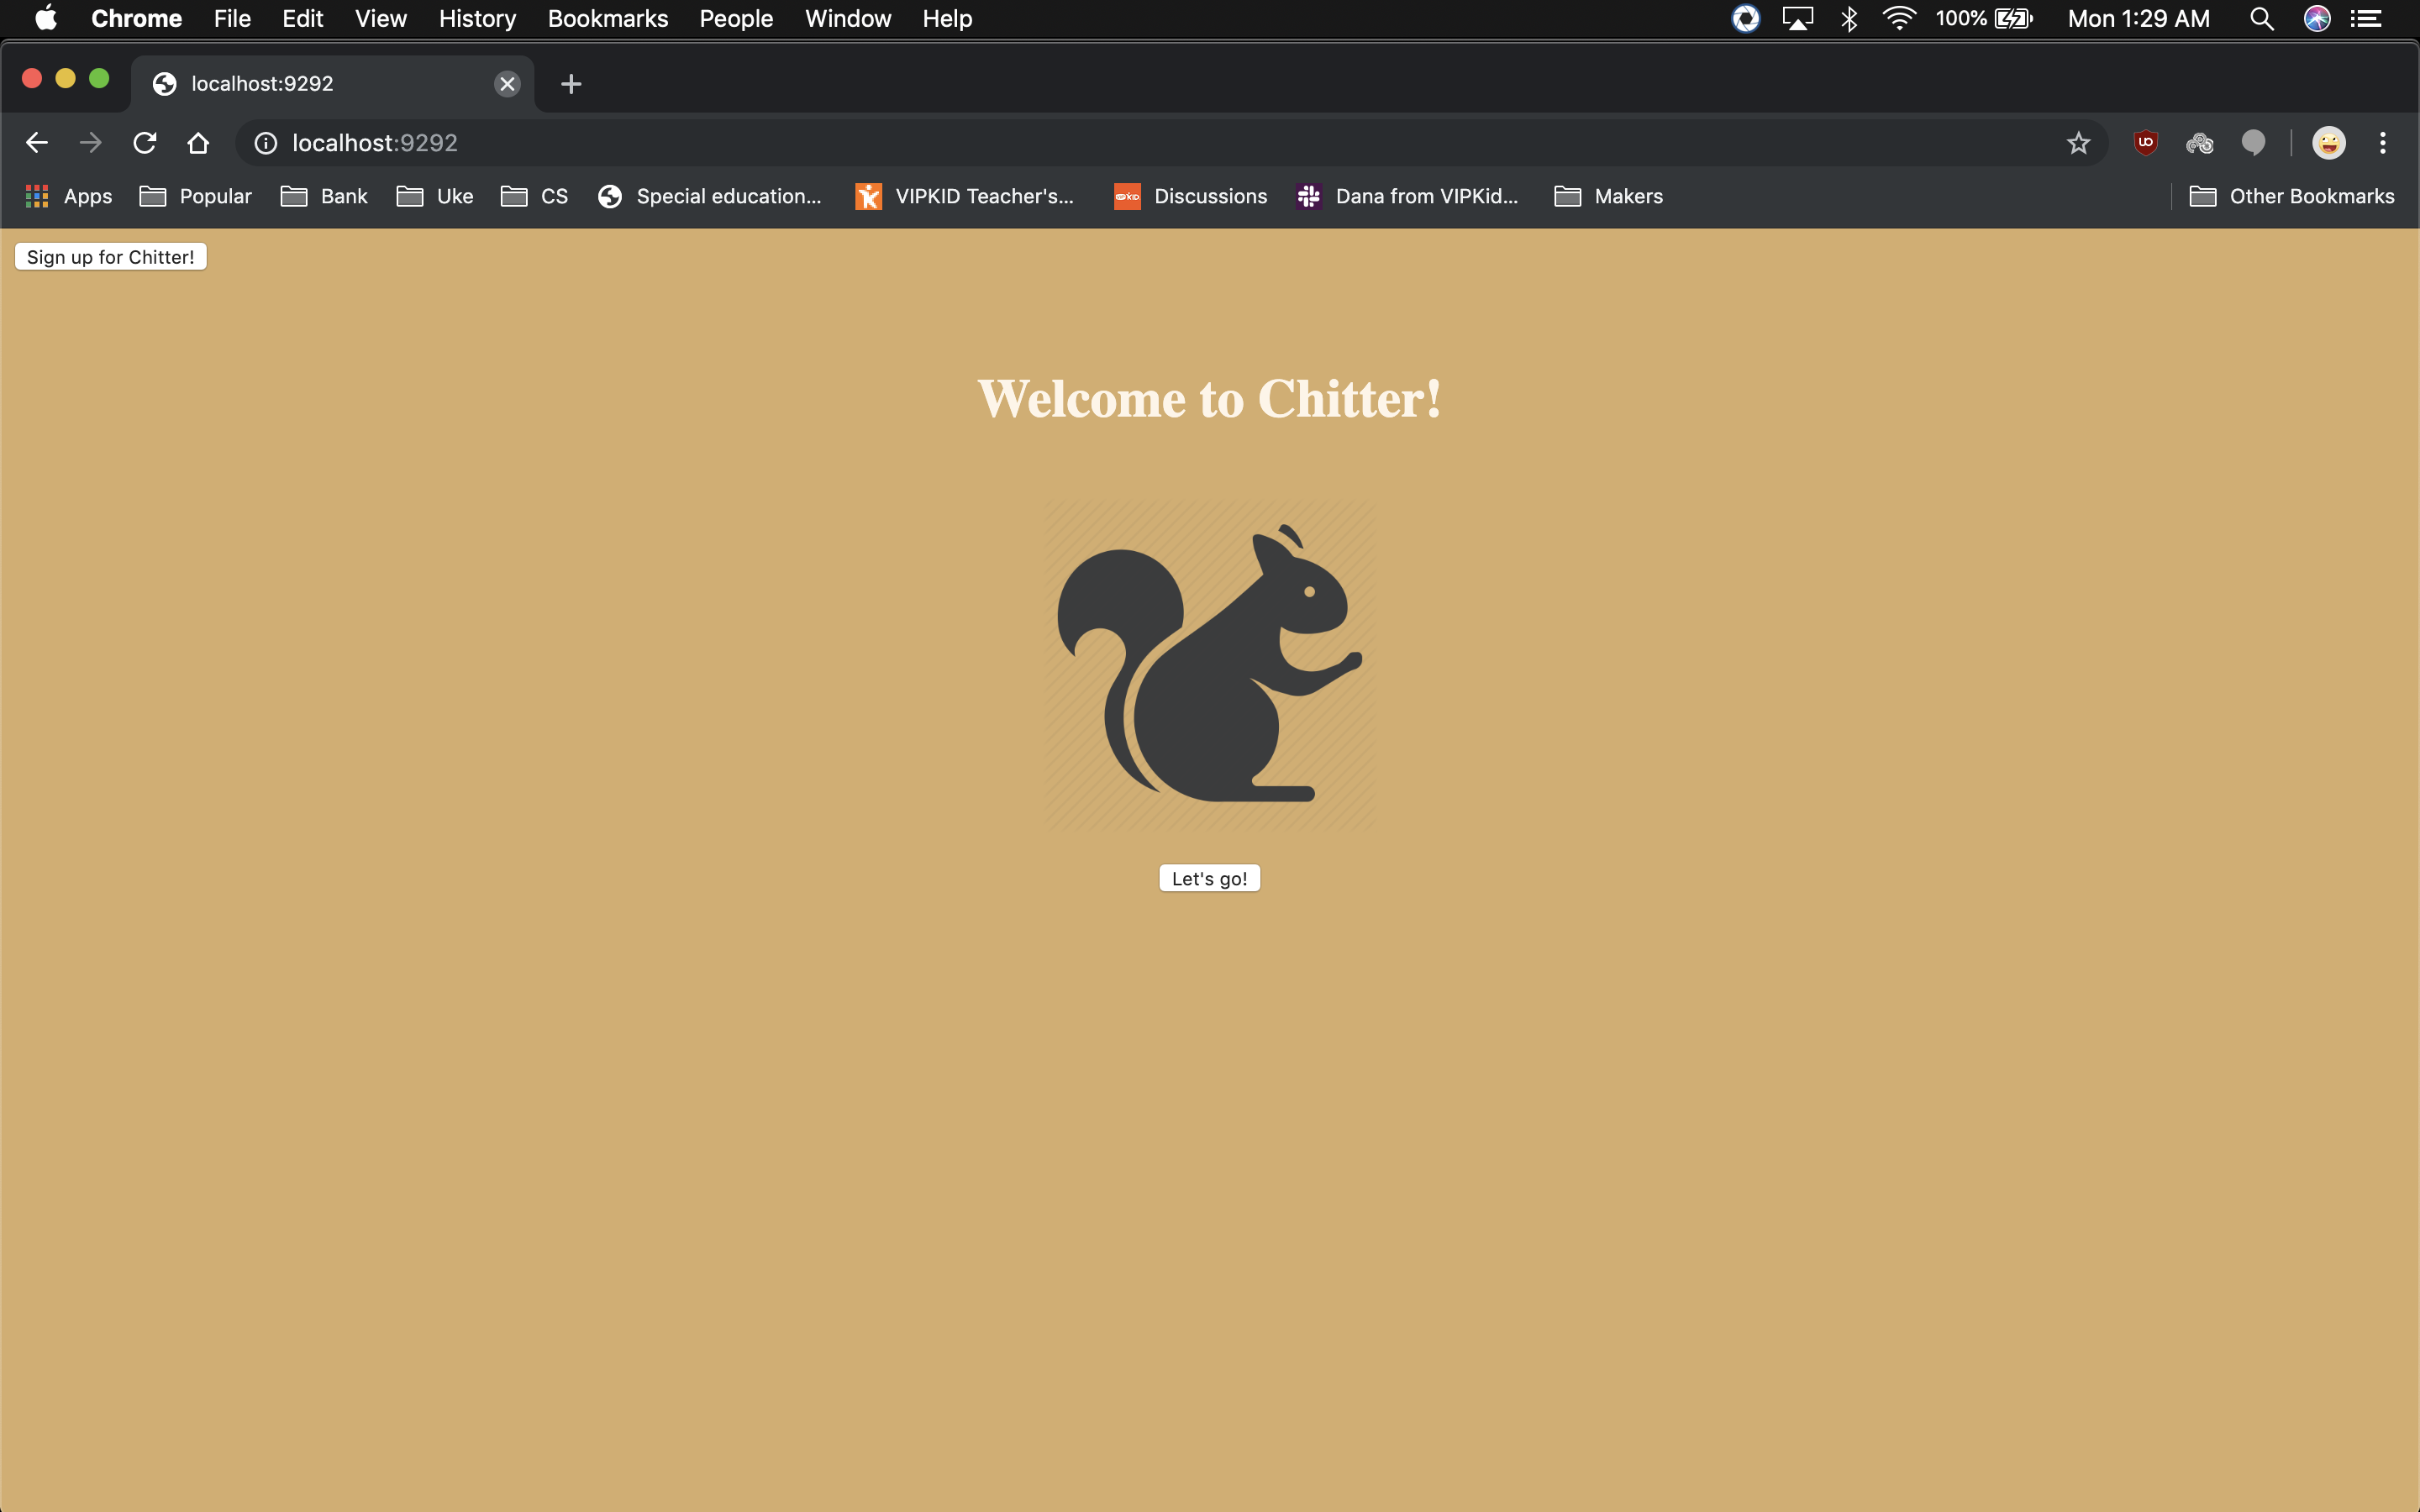 Chrome File Edit View History Bookmarks People Window Help 100% Mon 1:29 AM
localhost:9292
localhost:9292
Apps Popular Bank Uke CS Special education... VIPKID Teacher's... Discussions Dana from VIPKid... Makers Other Bookmarks
Sign up for Chitter!
Welcome to Chitter!
Let's go!